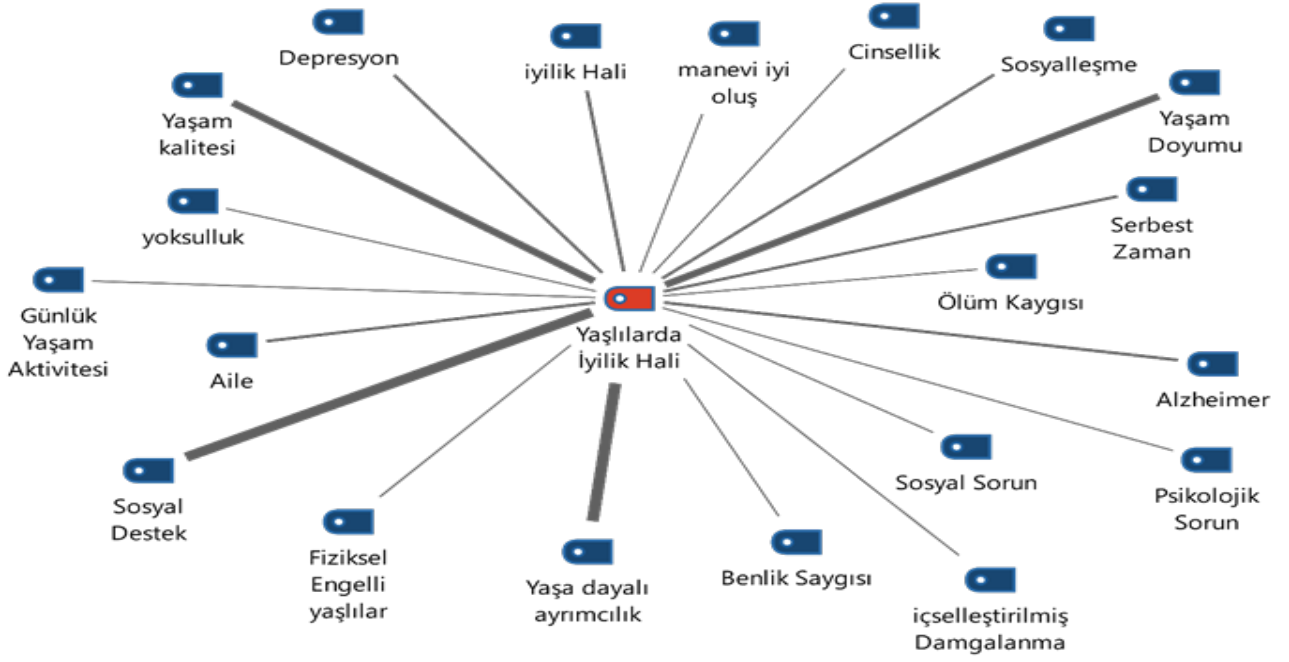 Depresyon
iyilik Hali
manevi iyi
oluş
Cinsellik
Sosyalleşme
Yaşam
kalitesi
Yaşam
Doyumu
yoksulluk
Serbest
Zaman
Günlük
Yaşam
Aktivitesi
Ölüm Kaygısı
Aile
Yaşlılarda
İyilik Hali
Alzheimer
Sosyal
Destek
Sosyal Sorun
Psikolojik
Sorun
Fiziksel
Engelli
yaşlılar
Yaşa dayalı
ayrımcılık
Benlik Saygısı
içselleştirilmiş
Damgalanma